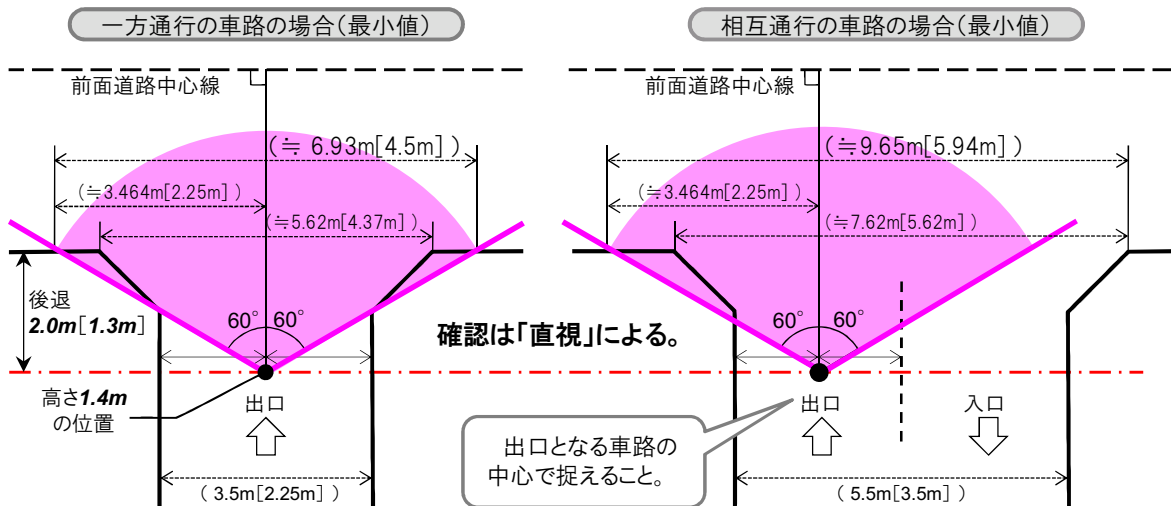 一方通行の車路の場合(最小値)
前面道路中心線
(≒ 6.93m[4.5m] )
(≒3.464m[2.25m] )
(≒5.62m[4.37m] )
後退
2.0m[1.3m]
60° 60°
高さ1.4m
の位置
出口
( 3.5m[2.25m] )
確認は「直視」による。
相互通行の車路の場合(最小値)
前面道路中心線
(≒9.65m[5.94m] )
(≒3.464m[2.25m] )
(≒7.62m[5.62m] )
60° 60°
出口
入口
出口となる車路の
中心で捉えること。
( 5.5m[3.5m] )